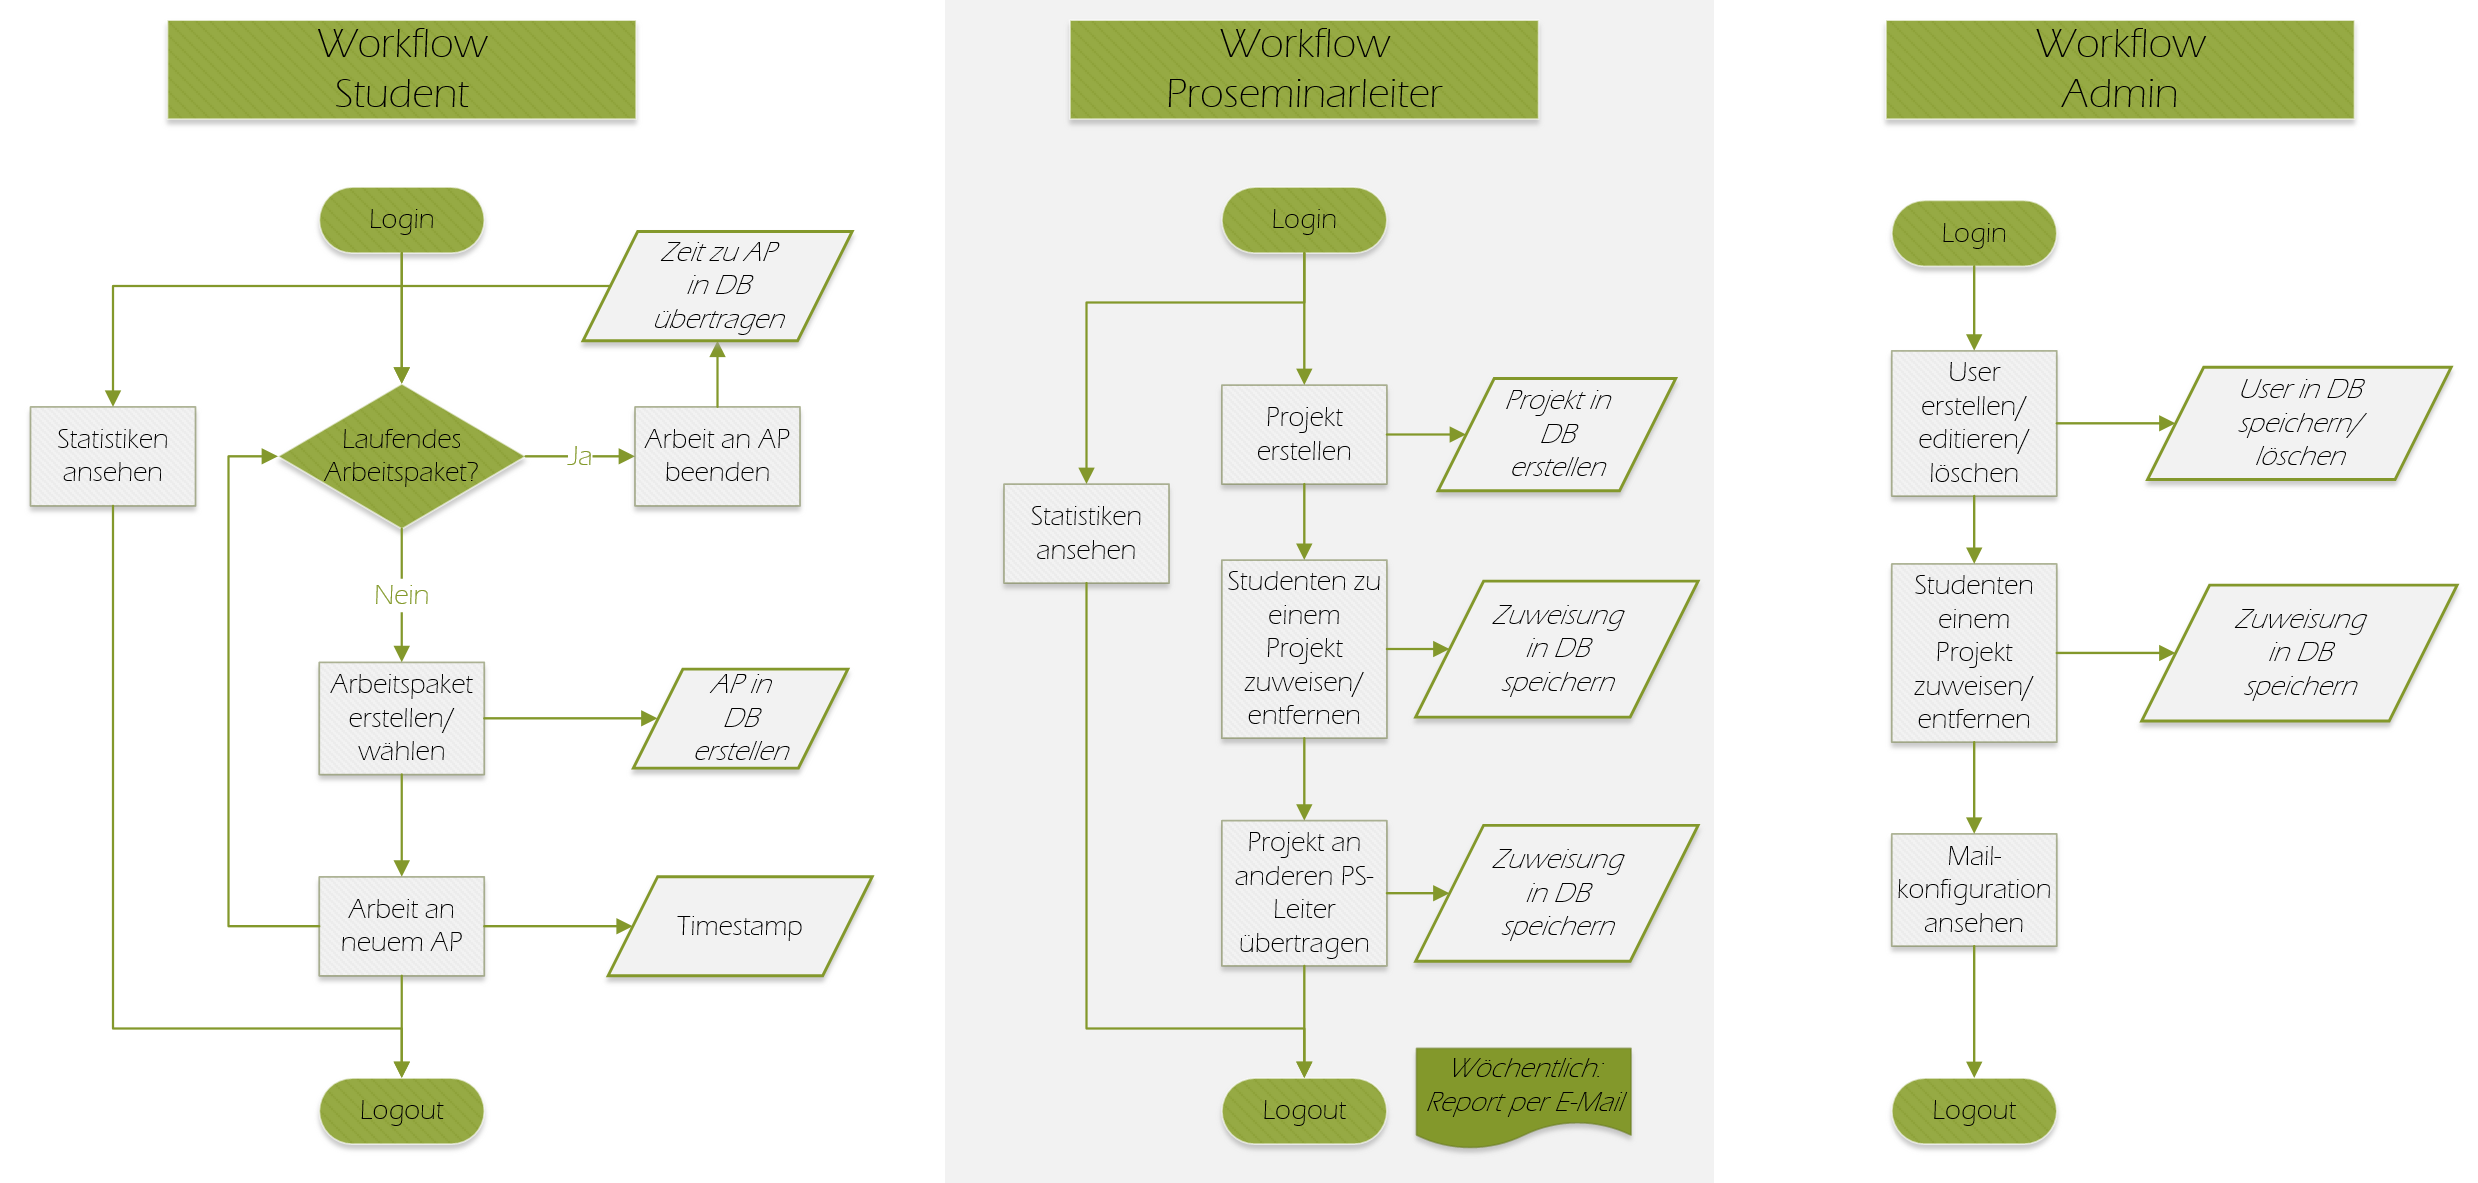 Workflow
Student
Login
Zeit zu AP
in DB
übertragen
Statistiken
ansehen
Laufendes
Arbeitspaket?
Ja
Arbeit an AP
beenden
Nein
Arbeitspaket
erstellen/
wählen
AP in
DB
erstellen
Arbeit an
neuem AP
Timestamp
Logout
Workflow
Proseminarleiter
Login
Projekt
erstellen
Projekt in
DB
erstellen
Statistiken
ansehen
Studenten zu
einem
Projekt
zuweisen/
entfernen
Zuweisung
in DB
speichern
Projekt an
anderen PS-
Leiter
übertragen
Zuweisung
in DB
speichern
Logout
Wöchentlich:
Report per E-Mail
Workflow
Admin
Login
User
erstellen/
editieren/
löschen
User in DB
speichern/
löschen
Studenten
einem
Projekt
zuweisen/
entfernen
Zuweisung
in DB
speichern
Mail-
konfiguration
ansehen
Logout